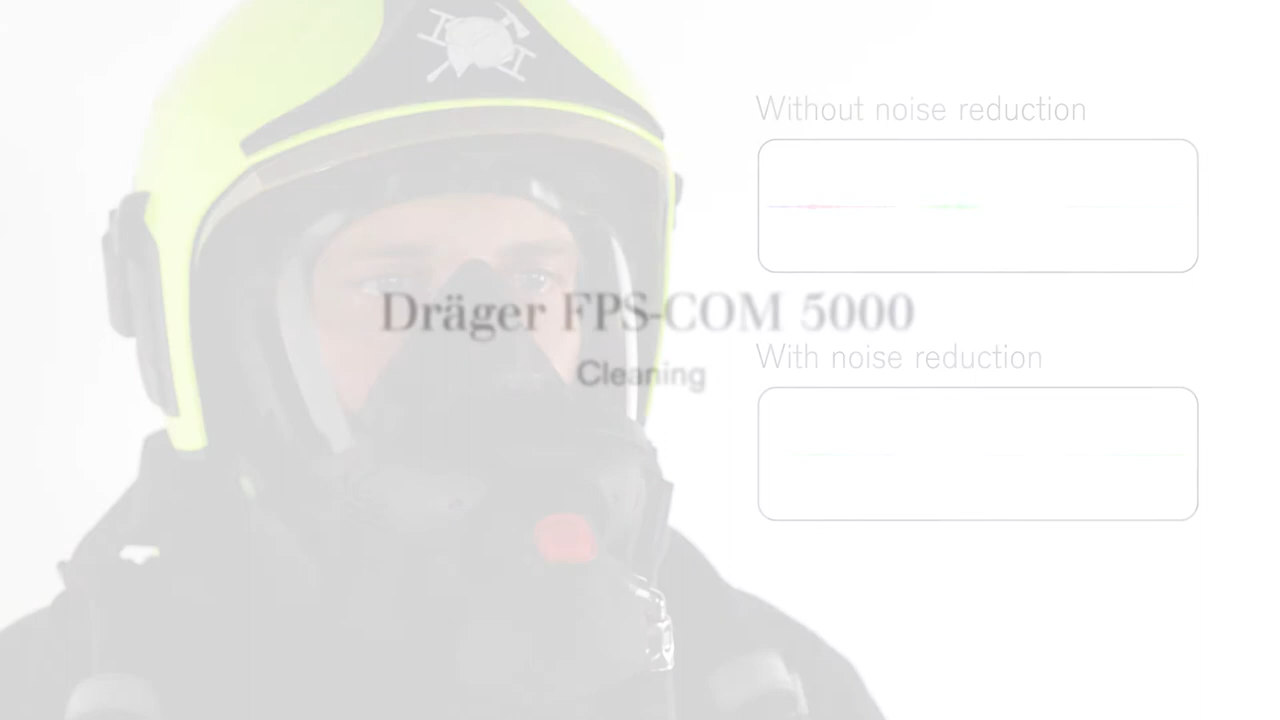 Without noise reduction
Dräger FPS-COM 5000
With noise reduction
Cleaning